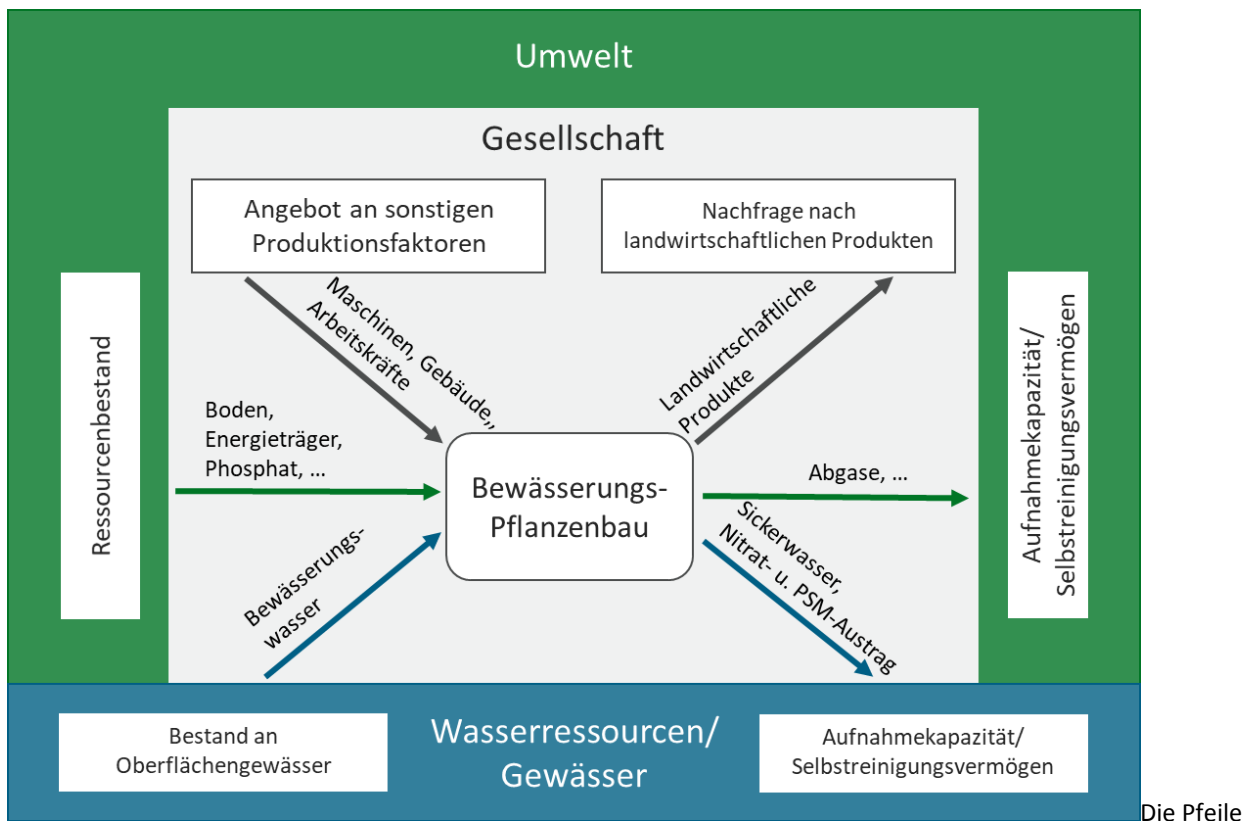 Umwelt
Gesellschaft
Angebot an sonstigen
Produktionsfaktoren
Nachfrage nach
landwirtschaftlichen Produkten
Ressourcenbestand
Maschinen, Gebäude,,
Arbeitskräfte
Landwirtschaftliche
Produkte
Aufnahmekapazität/
Selbstreinigungsvermögen
Boden,
Energieträger,
Phosphat, ...
Bewässerungs-
Pflanzenbau
Abgase, ...
Bewässerungs-
wasser
Sickerwasser,
Nitrat- u. PSM-Austrag
Bestand an
Oberflächengewässer
Wasserressourcen/
Gewässer
Aufnahmekapazität/
Selbstreinigungsvermögen
Die Pfeile